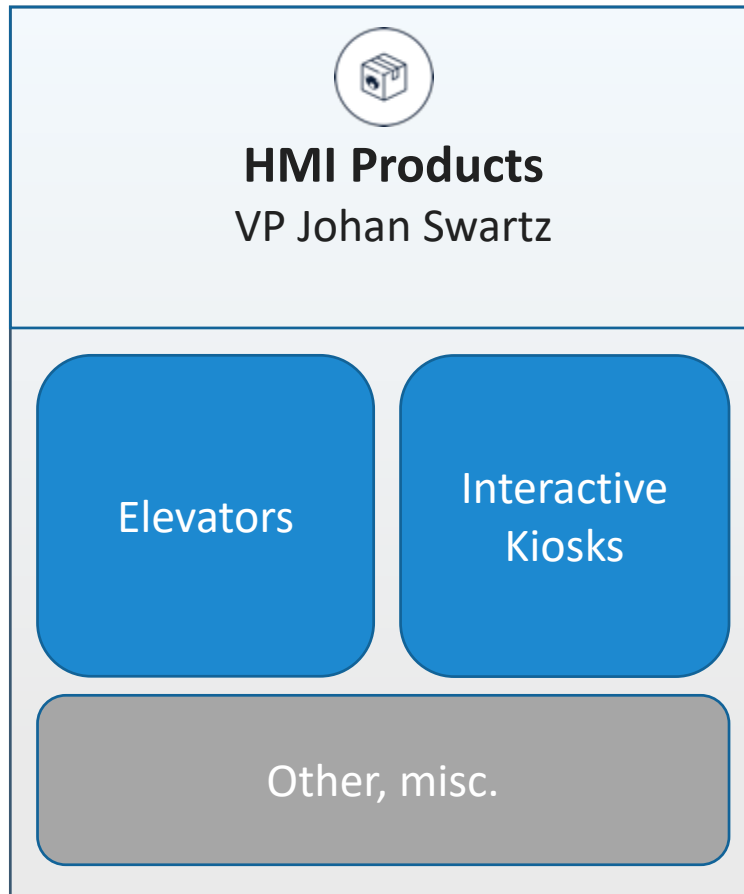 HMI Products
VP Johan Swartz
Elevators
Interactive
Kiosks
Other, misc.